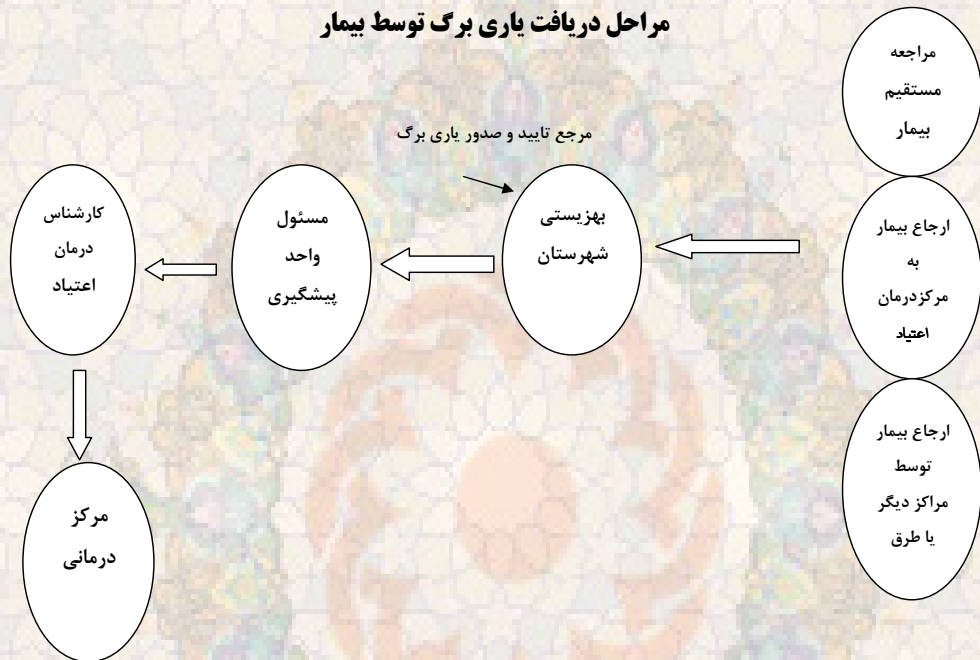 مراحل دریافت یاری برگ توسط بیمار
مراجعه
مستقیم
بیمار
ارجاع بیمار
به
مرکزدرمان
اعتیاد
ارجاع بیمار
توسط
مراکز دیگر
یا طرق
مرجع تایید و صدور یاری برگ
بهزیستی
شهرستان
مسئول
واحد
پیشگیری
کارشناس
درمان
اعتیاد
مرکز
درمانی